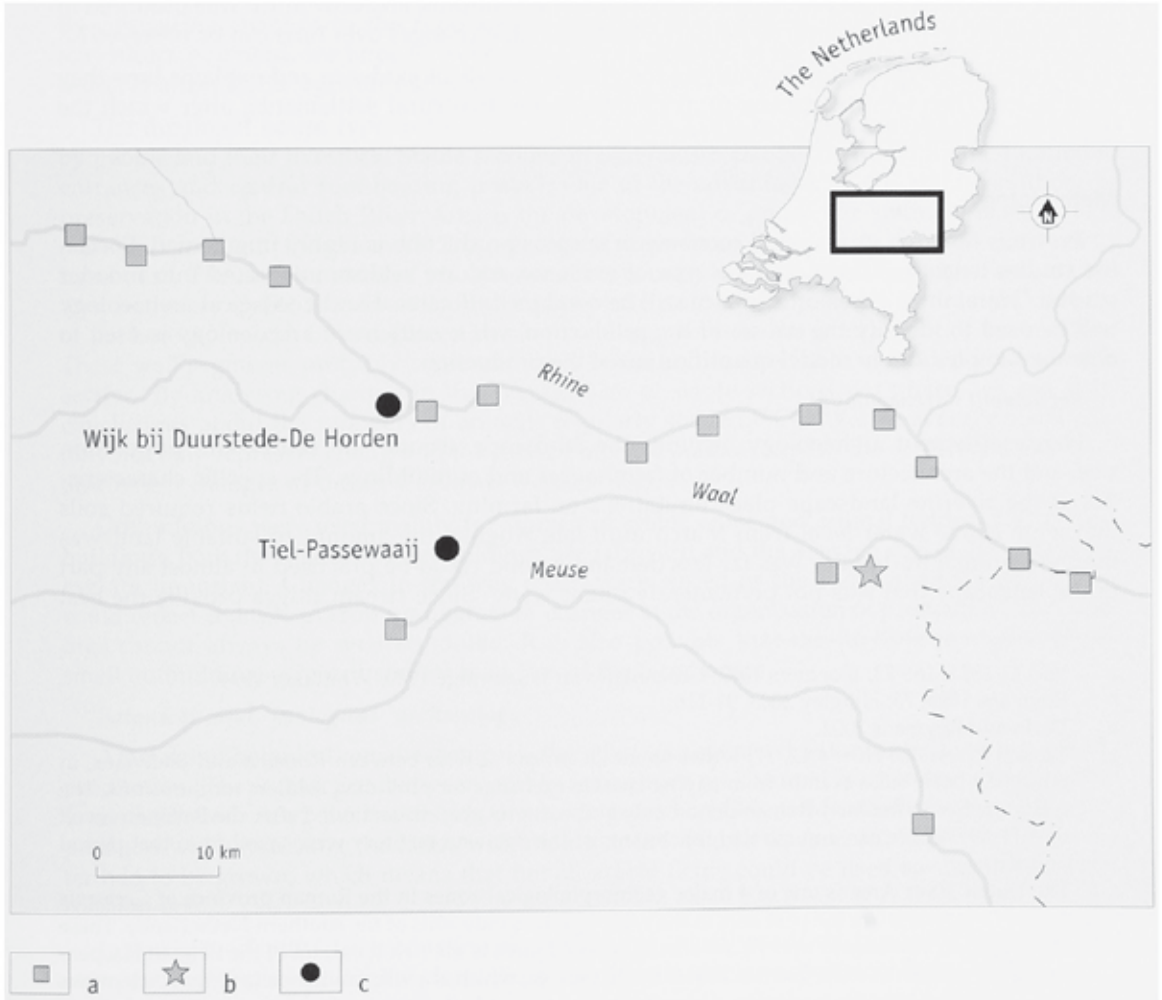 The Netherlands
N
Rhine
Wijk bij Duurstede-De Horden
Waal
Tiel-Passewaaij
Meuse
0 10 km
a b c